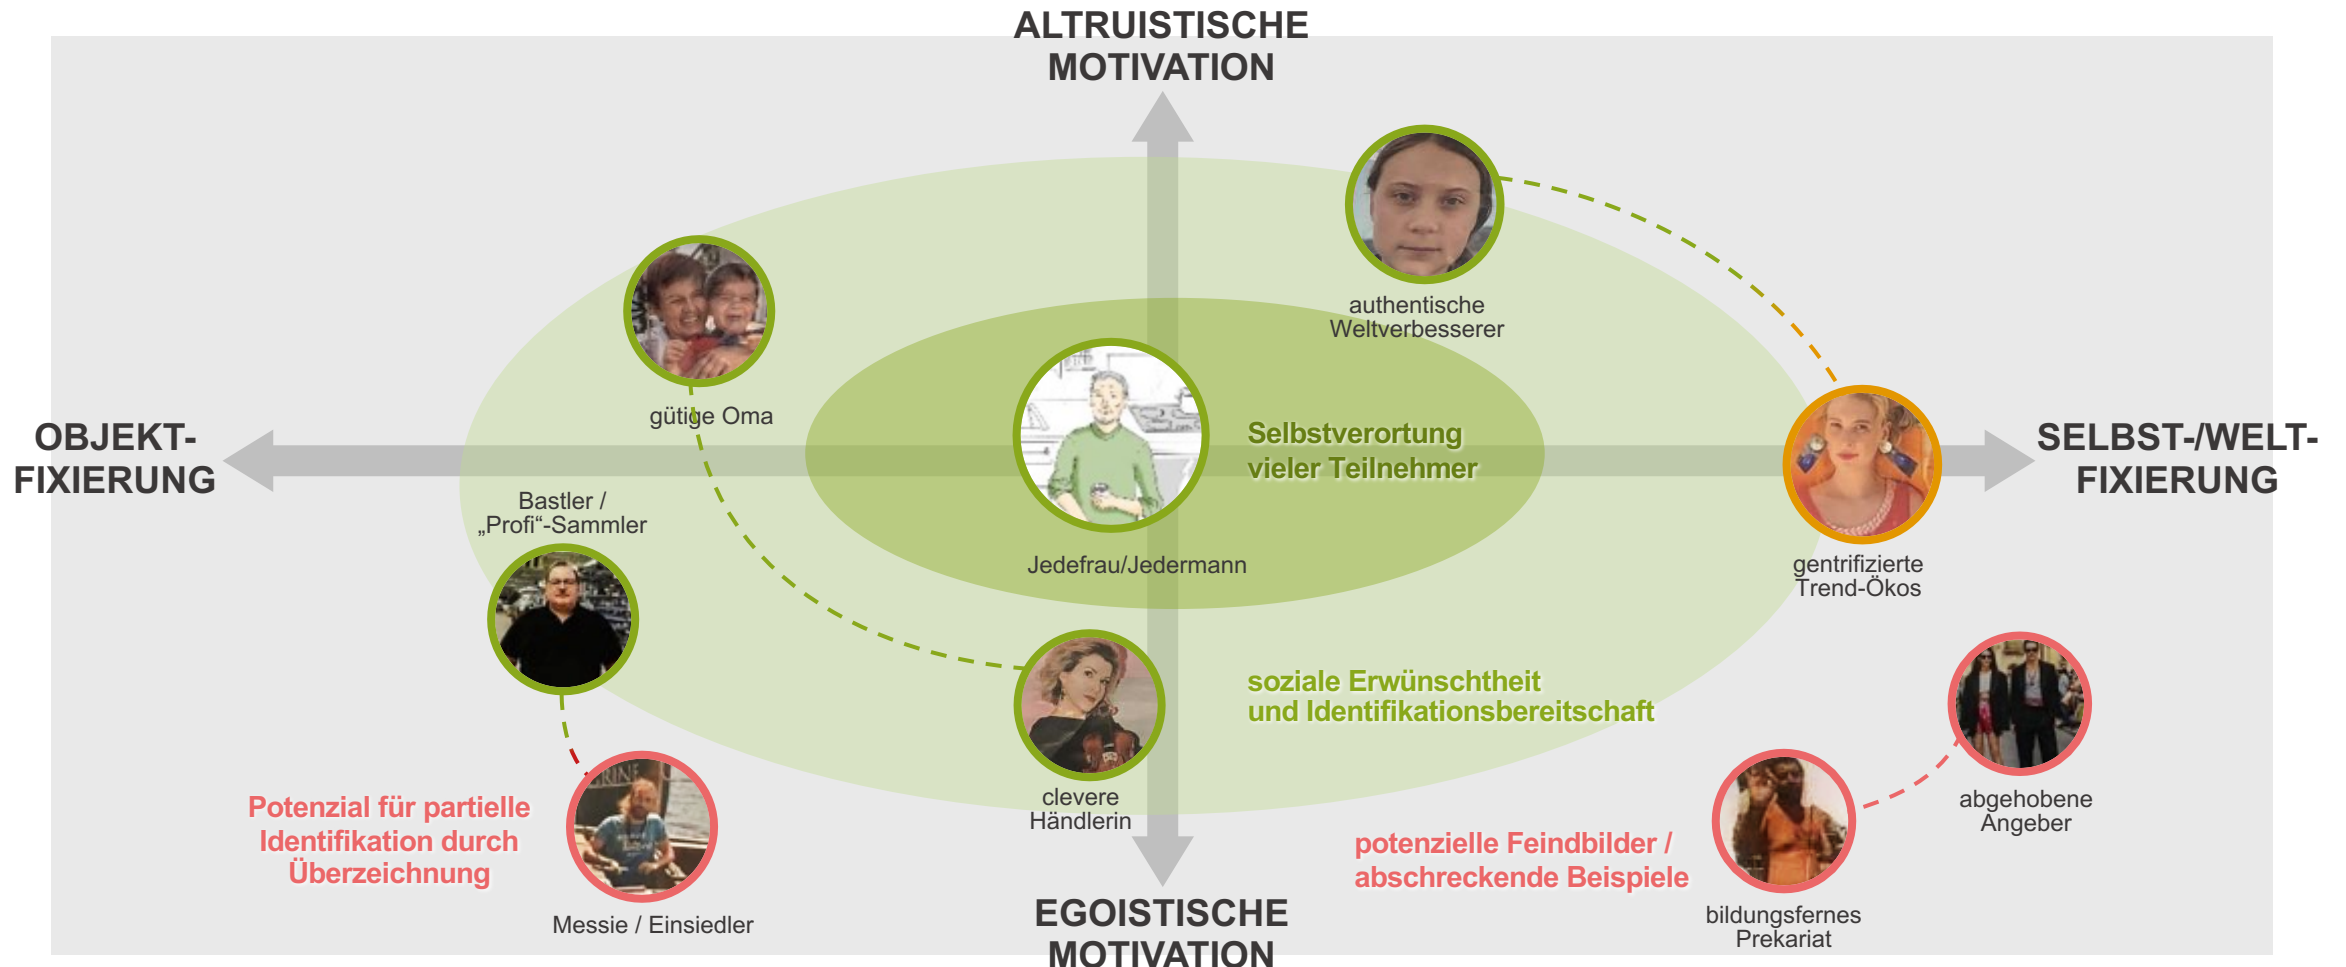 ALTRUISTISCHE
MOTIVATION
authentische
Weltverbesserer
gütige Oma
OBJEKT-
FIXIERUNG
Selbstverortung
vieler Teilnehmer
SELBST-/WELT-
FIXIERUNG
Bastler /
„Profi“-Sammler
Jedefrau/Jedermann
gentrifizierte
Trend-Ökos
soziale Erwünschtheit
und Identifikationsbereitschaft
Potenzial für partielle
Identifikation durch
Überzeichnung
clevere
Händlerin
abgehobene
Angeber
potenzielle Feindbilder /
abschreckende Beispiele
Messie / Einsiedler
bildungsfernes
Prekariat
EGOISTISCHE
MOTIVATION